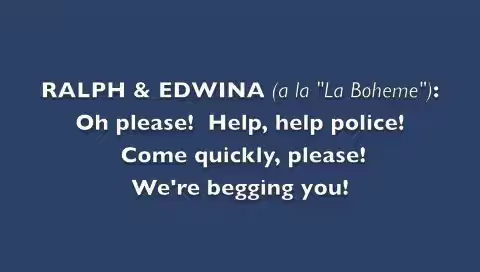 RALPH & EDWINA (a la "La Boheme"):
Oh please!  Help, help police!
Come quickly, please!
We're begging you!